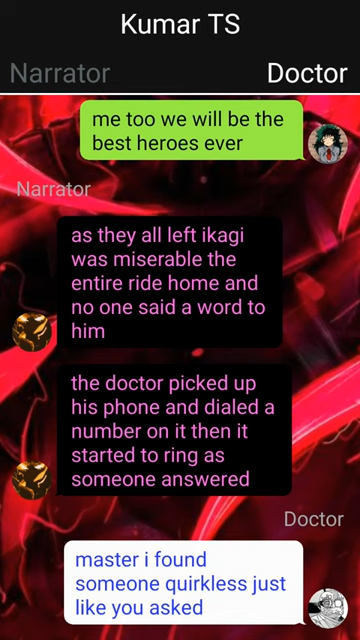 Kumar TS
Narrator
Doctor
me too we will be the
best heroes ever
Narrator
as they all left ikagi
was miserable the
entire ride home and
no one said a word to
him
the doctor picked up
his phone and dialed a
number on it then it
started to ring as
someone answered
Doctor
master i found
someone quirkless just
like you asked